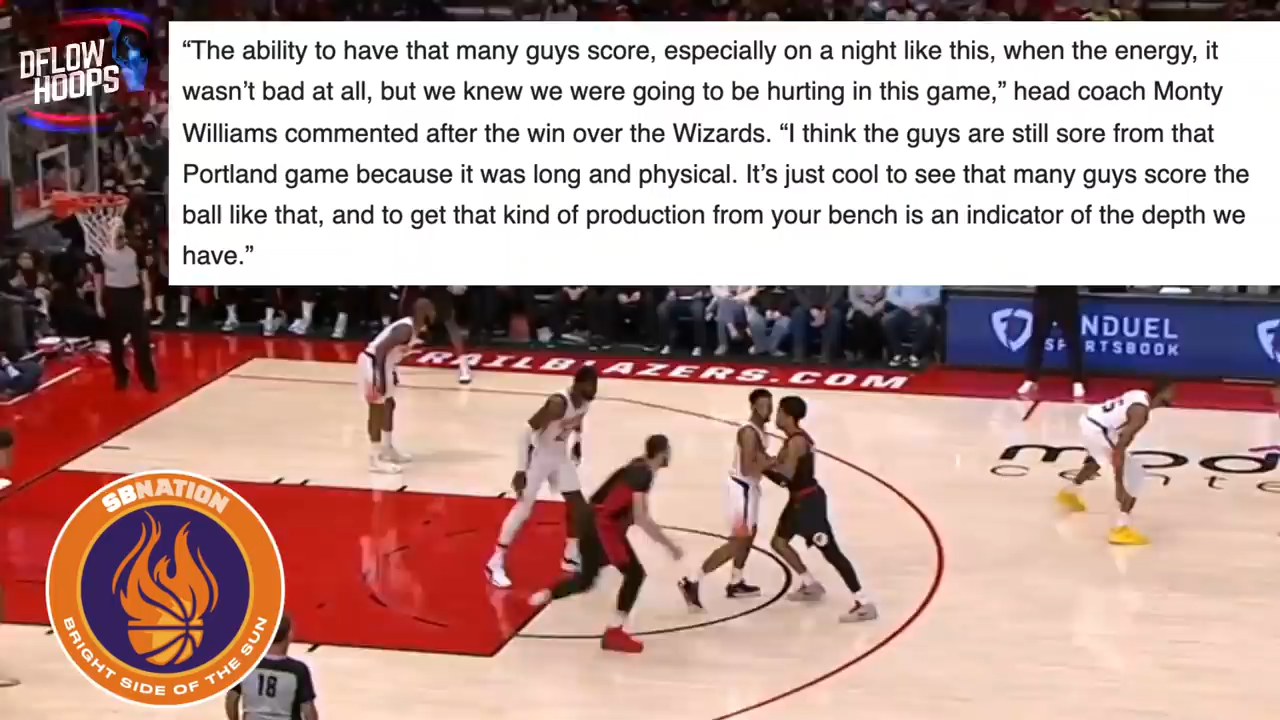 DFLOW
HOOPS
“The ability to have that many guys score, especially on a night like this, when the energy, it
wasn’t bad at all, but we knew we were going to be hurting in this game,” head coach Monty
Williams commented after the win over the Wizards. “I think the guys are still sore from that
Portland game because it was long and physical. It’s just cool to see that many guys score the
ball like that, and to get that kind of production from your bench is an indicator of the depth we
have.”
NDUEL
SP RTSBOOK
TRAILBLAZERS.COM
mod
cente
SBNATION
BRIGHT SIDE OF THE SUN
18